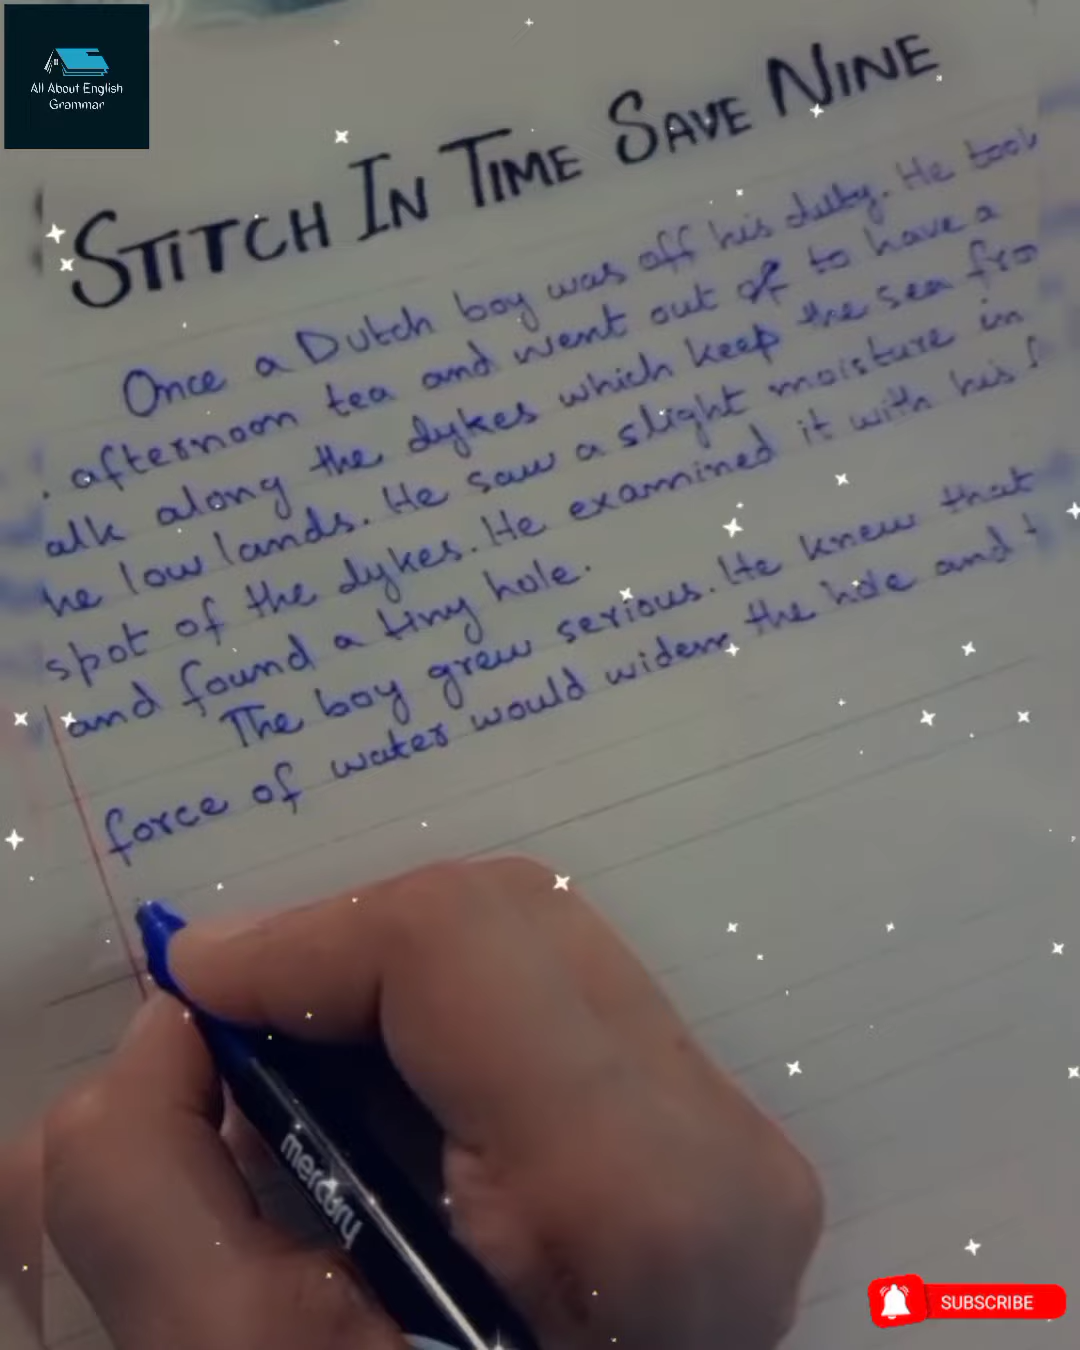 All About English
Grammar
STITCH IN TIME SAVE NINE
Once a Dutch boy was off his duty. He took
afternoon tea and went out of to have a
alk along the dykes which keep the sea fro
he low lands. He saw a slight moisture in
spot of the dykes. He examined it with his
and found a tiny hole.
The boy grew serious. He knew that
force of water would widen the hole and
mercury
SUBSCRIBE